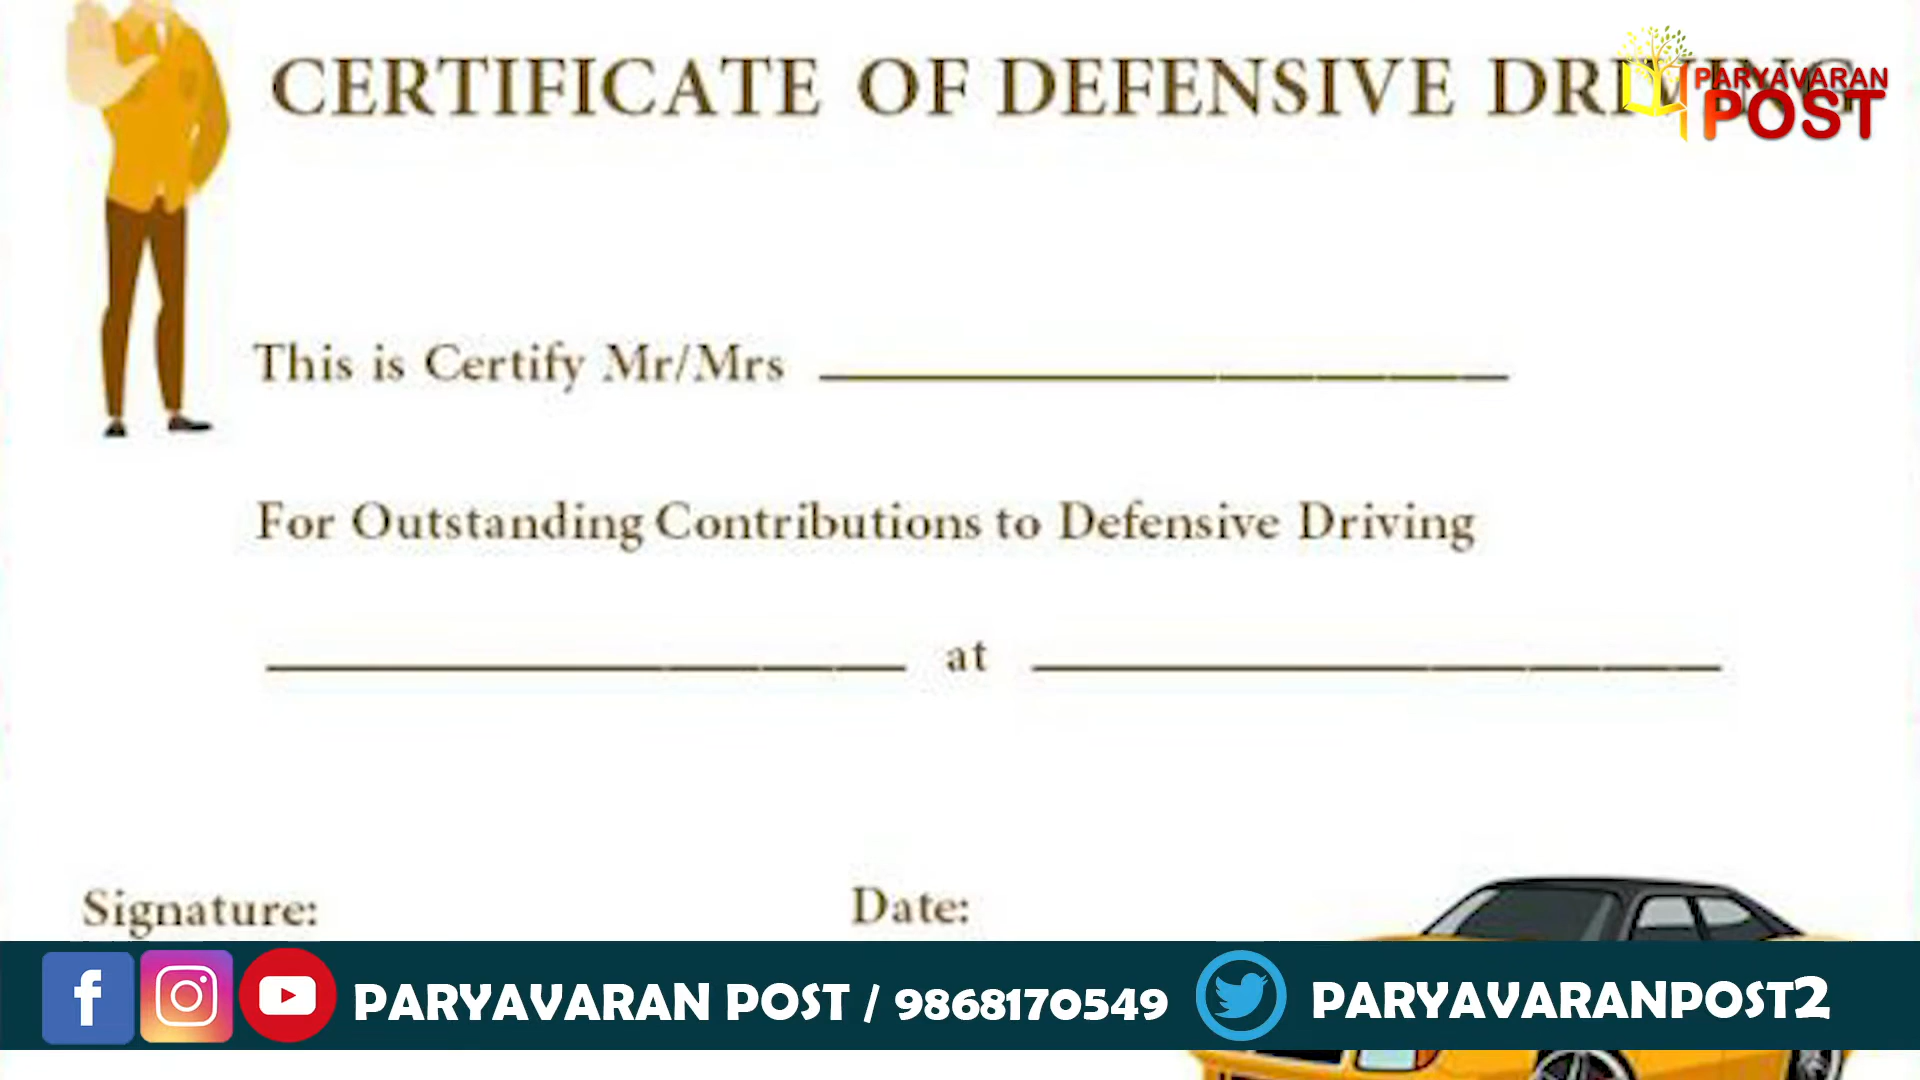 CERTIFICATE OF DEFENSIVE DRIVING
PARYAVARAN
POST
This is Certify Mr/Mrs
For Outstanding Contributions to Defensive Driving
at
Signature:
Date:
PARYAVARAN POST / 9868170549
PARYAVARANPOST2